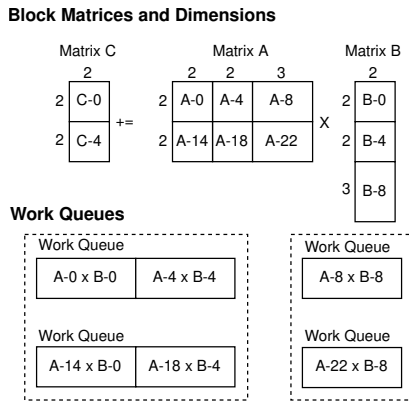 Block Matrices and Dimensions
Matrix C Matrix A Matrix B
2 2 2 3 2
2 C-0 2 A-0 A-4 A-8 2 B-0
+= X
2 C-4 2 A-14 A-18 A-22 2 B-4
3 B-8
Work Queues
Work Queue Work Queue
A-0 x B-0 A-4 x B-4 A-8 x B-8
Work Queue Work Queue
A-14 x B-0 A-18 x B-4 A-22 x B-8